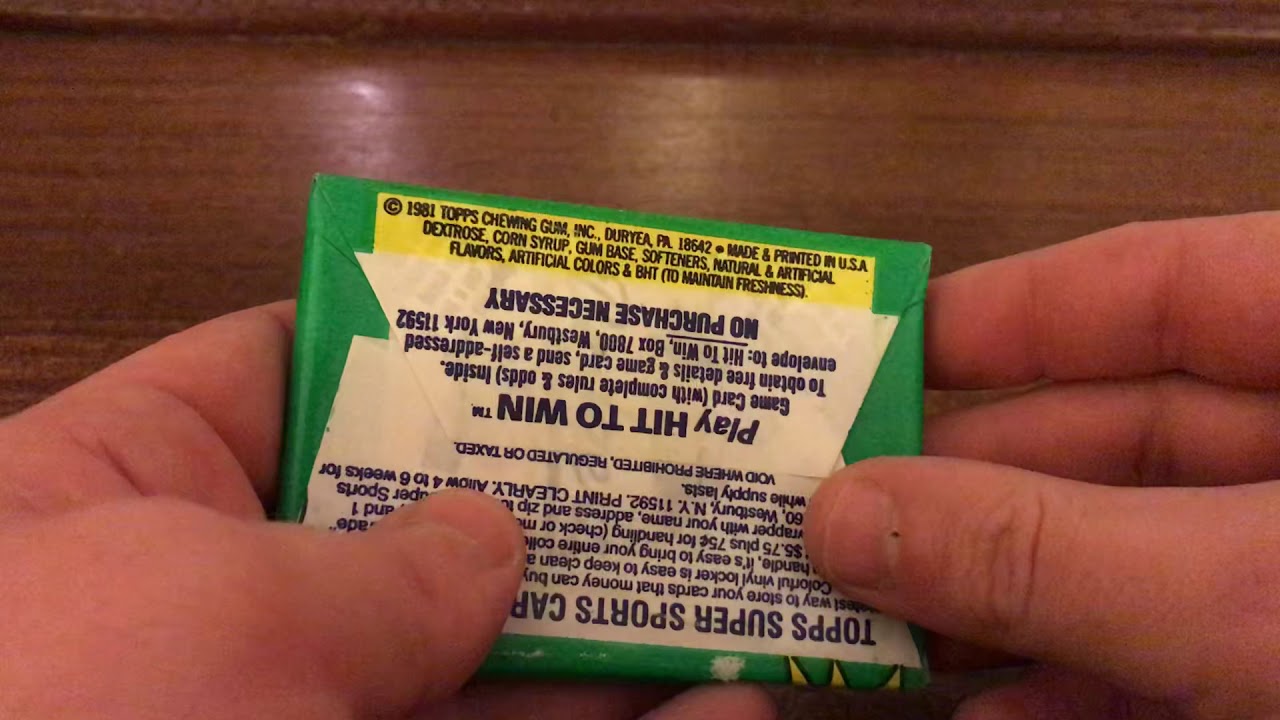 © 1981 TOPPS CHEWING GUM, INC., DURYEA, PA. 18642 • MADE & PRINTED IN U.S.A.
DEXTROSE, CORN SYRUP, GUM BASE, SOFTENERS, NATURAL & ARTIFICIAL
FLAVORS, ARTIFICIAL COLORS & BHT (TO MAINTAIN FRESHNESS).
TOPPS SUPER SPORTS CAR
way to store your cards that money can buy
Colorful vinyl locker is easy to keep clean
handle, it's easy to bring your entire
$5.75 plus 75¢ for handling (check or and 1
wrapper with your name, address and zip Sports
Westbury, N.Y. 11592. PRINT CLEARLY. Allow 4 to 6 weeks for
while supply lasts.
VOID WHERE PROHIBITED, REGULATED OR TAXED.
Play HIT TO WIN™
Game Card (with complete rules & odds) Inside.
To obtain free details & game card, send a self-addressed
envelope to: Hit To Win, Box 7800, Westbury, New York 11592
NO PURCHASE NECESSARY